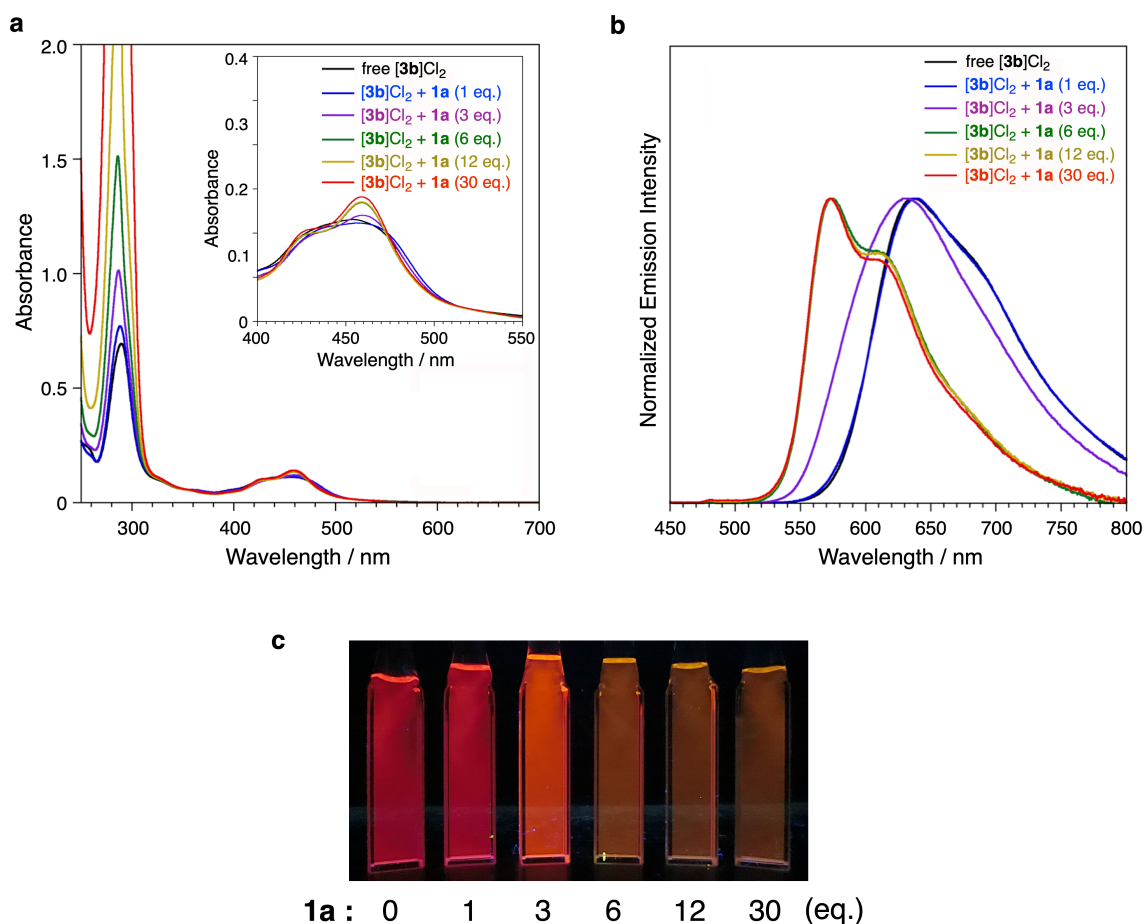 a
2.0
1.5
1.0
0.5
0
Absorbance
300 400 500 600 700
Wavelength / nm
0.4
0.3
0.2
0.1
0
Absorbance
400 450 500 550
Wavelength / nm
free [3b]Cl₂
[3b]Cl₂ + 1a (1 eq.)
[3b]Cl₂ + 1a (3 eq.)
[3b]Cl₂ + 1a (6 eq.)
[3b]Cl₂ + 1a (12 eq.)
[3b]Cl₂ + 1a (30 eq.)
b
Normalized Emission Intensity
free [3b]Cl₂
[3b]Cl₂ + 1a (1 eq.)
[3b]Cl₂ + 1a (3 eq.)
[3b]Cl₂ + 1a (6 eq.)
[3b]Cl₂ + 1a (12 eq.)
[3b]Cl₂ + 1a (30 eq.)
450 500 550 600 650 700 750 800
Wavelength / nm
c
1a : 0 1 3 6 12 30 (eq.)